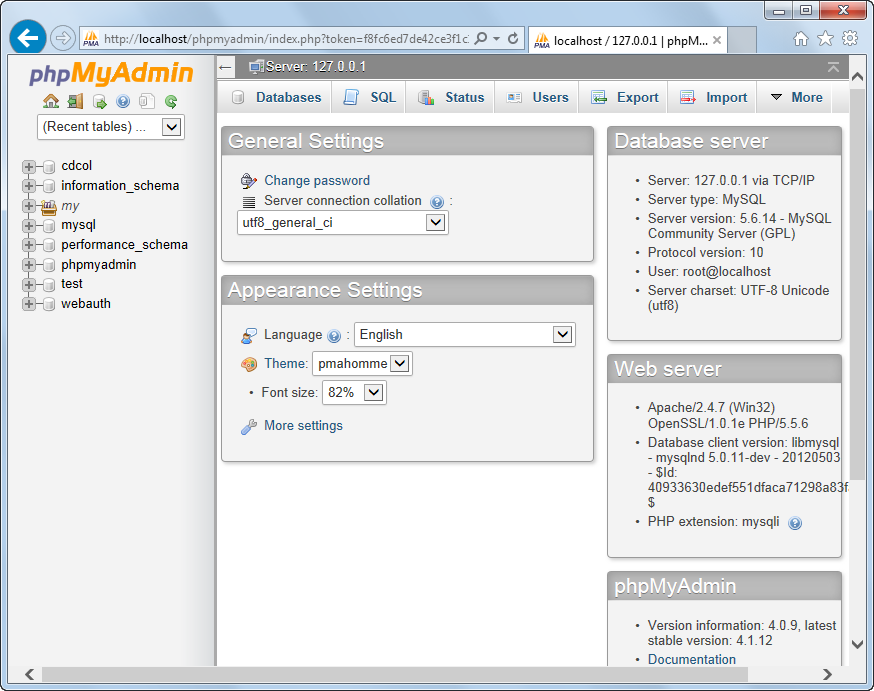 PMA http://localhost/phpmyadmin/index.php?token=f8fc6ed7de42ce3f1c
PMA localhost / 127.0.0.1 | phpM...
phpMyAdmin
(Recent tables) ...
cdcol
information_schema
my
mysql
performance_schema
phpmyadmin
test
webauth
Server: 127.0.0.1
Databases SQL Status Users Export Import More
General Settings
Change password
Server connection collation :
utf8_general_ci
Appearance Settings
Language : English
Theme: pmahomme
• Font size: 82%
More settings
Database server
• Server: 127.0.0.1 via TCP/IP
• Server type: MySQL
• Server version: 5.6.14 - MySQL
Community Server (GPL)
• Protocol version: 10
• User: root@localhost
• Server charset: UTF-8 Unicode
(utf8)
Web server
• Apache/2.4.7 (Win32)
OpenSSL/1.0.1e PHP/5.5.6
• Database client version: libmysql
- mysqlnd 5.0.11-dev - 20120503
- $Id:
40933630edef551dfaca71298a83f
$
• PHP extension: mysqli
phpMyAdmin
• Version information: 4.0.9, latest
stable version: 4.1.12
• Documentation